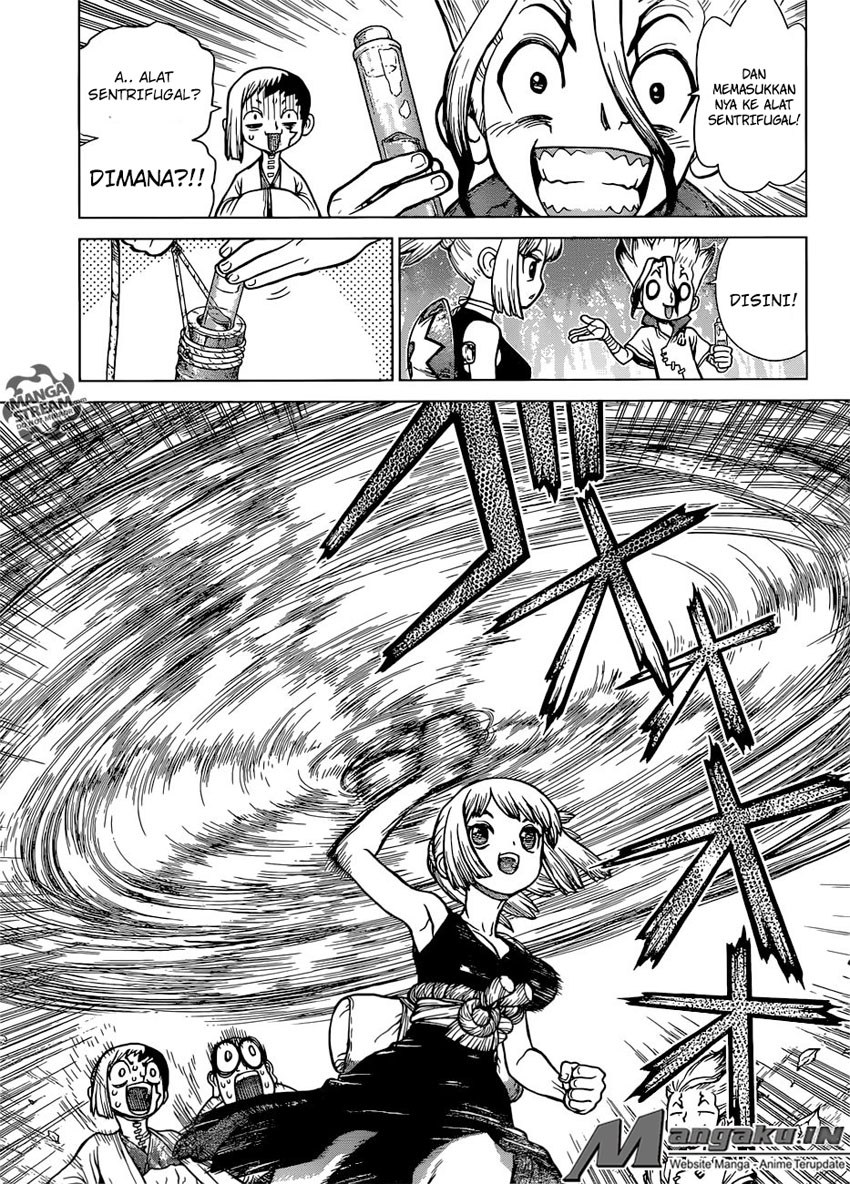 DAN
MEMASUKKAN
NYA KE ALAT
SENTRIFUGAL!
A.. ALAT
SENTRIFUGAL?
DIMANA?!!
DISINI!
MANGA
STREAM
Mangaku.IN
Website Manga - Anime Terupdate